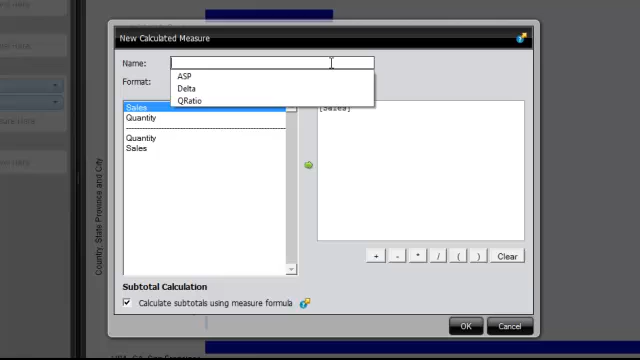 New Calculated Measure
Name:
ASP
Delta
QRatio
Format:
Sales
Quantity
Quantity
Sales
[Sales]
+ - * / ( ) Clear
Subtotal Calculation
Calculate subtotals using measure formula
OK Cancel
Country, State Province and City